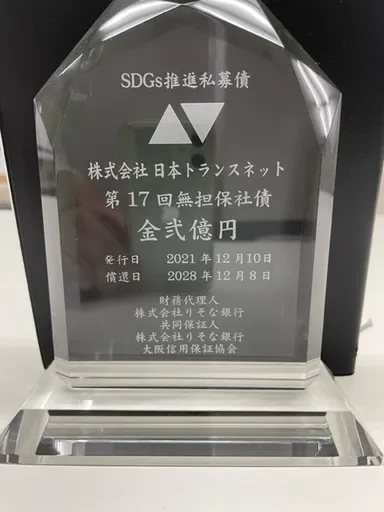 SDGs推進私募債
株式会社 日本トランスネット
第17回無担保社債
金弐億円
発行日 2021年12月10日
償還日 2028年12月8日
財務代理人
株式会社りそな銀行
共同保証人
株式会社りそな銀行
大阪信用保証協会